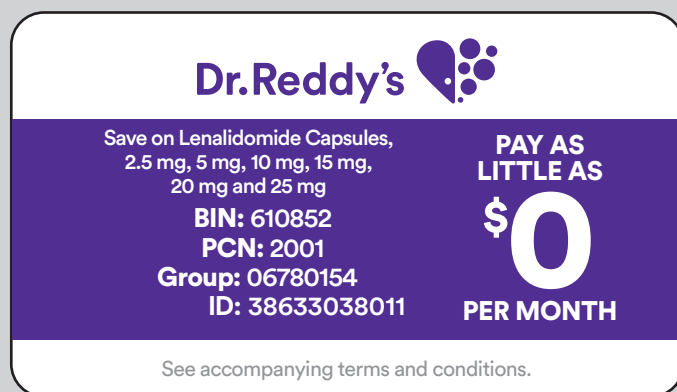 Dr.Reddy's
Save on Lenalidomide Capsules,
2.5 mg, 5 mg, 10 mg, 15 mg,
20 mg and 25 mg
BIN: 610852
PCN: 2001
Group: 06780154
ID: 38633038011
PAY AS
LITTLE AS
$0
PER MONTH
See accompanying terms and conditions.